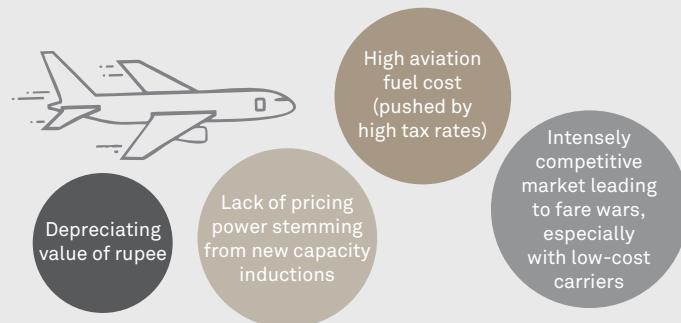 Depreciating
value of rupee
Lack of pricing
power stemming
from new capacity
inductions
High aviation
fuel cost
(pushed by
high tax rates)
Intensely
competitive
market leading
to fare wars,
especially
with low-cost
carriers